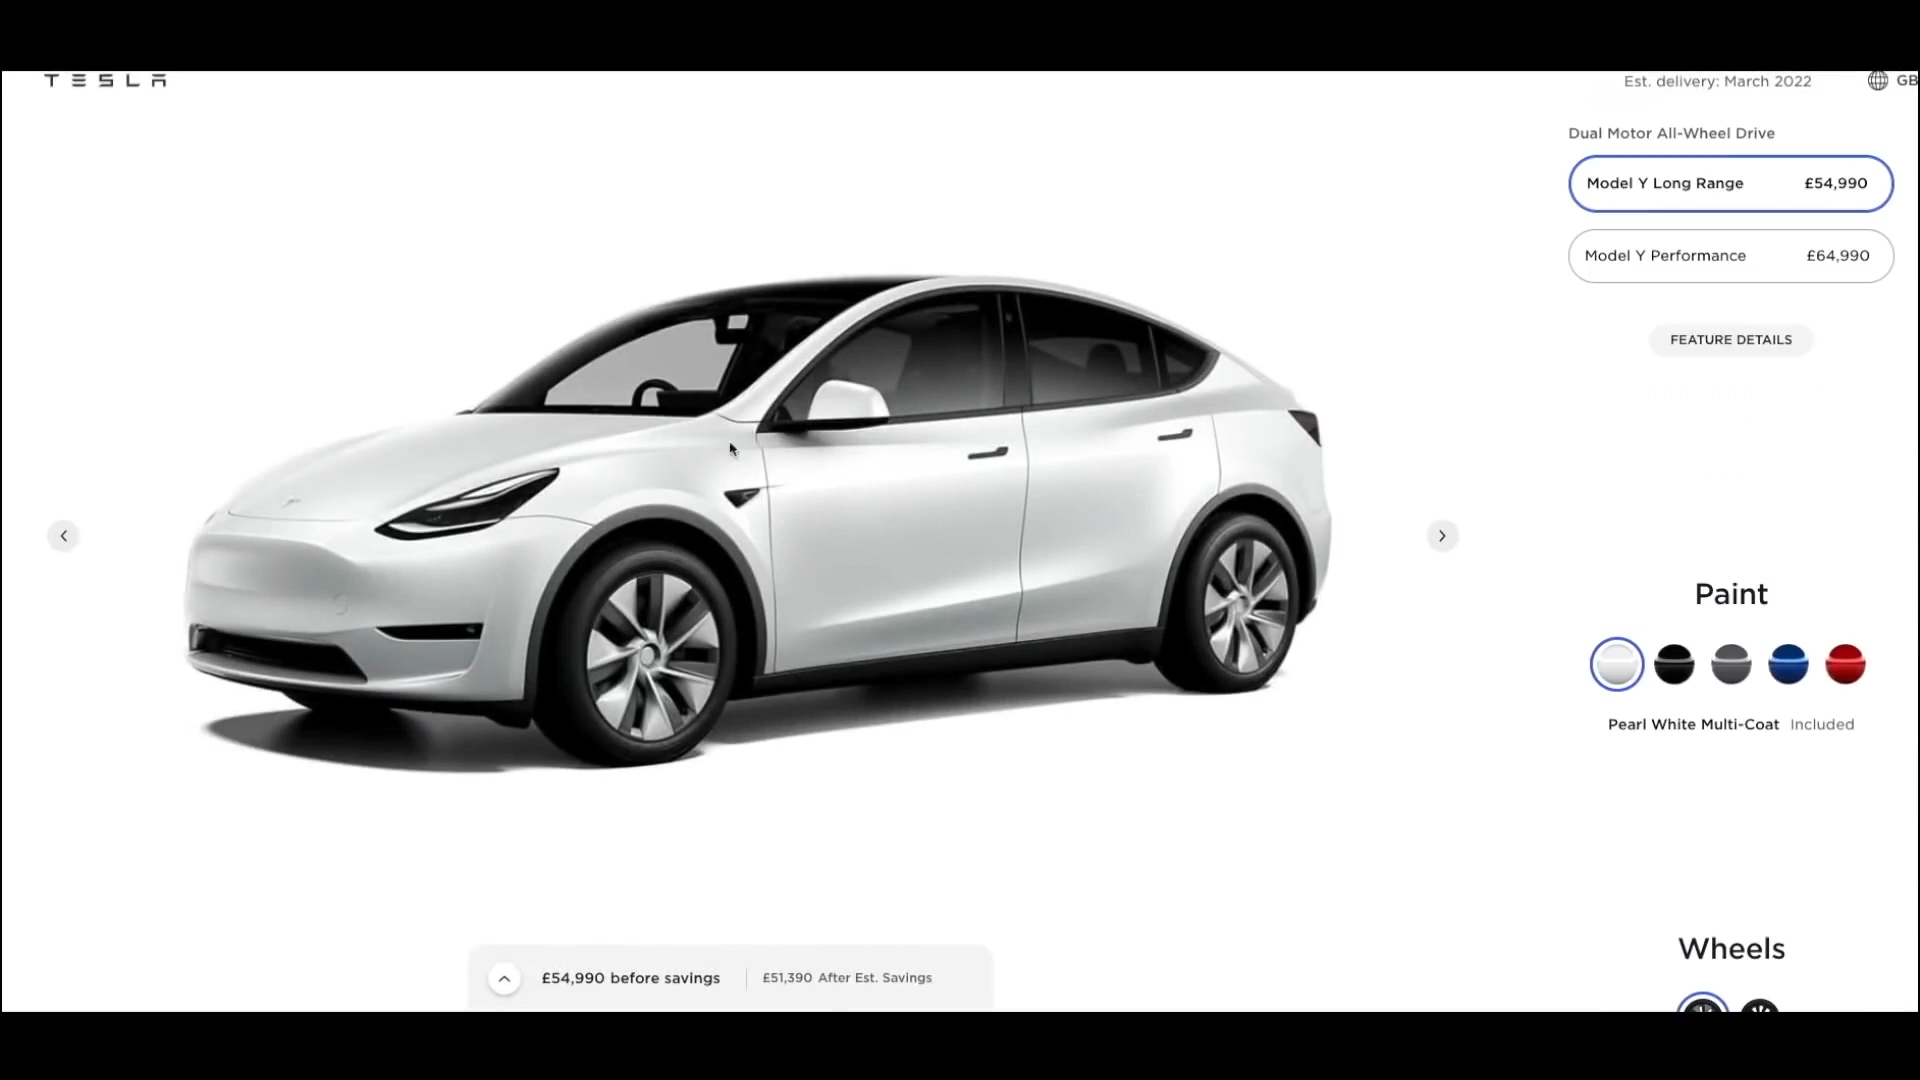 TESLA
Est. delivery: March 2022
GB
Dual Motor All-Wheel Drive
Model Y Long Range £54,990
Model Y Performance £64,990
FEATURE DETAILS
Paint
Pearl White Multi-Coat Included
Wheels
£54,990 before savings £51,390 After Est. Savings